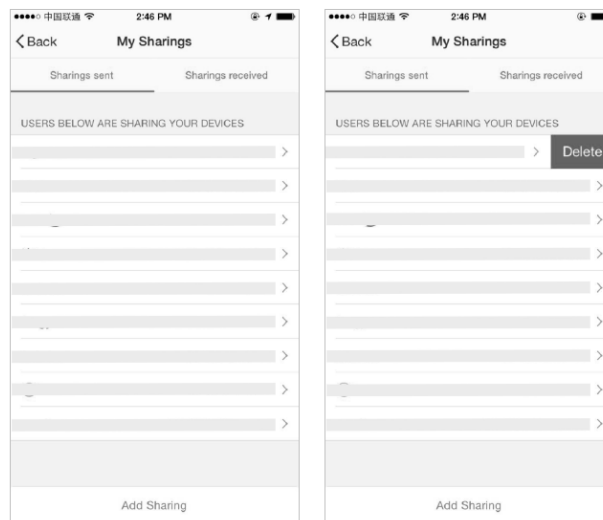 中国联通 2:46 PM
Back My Sharings
Sharings sent Sharings received
USERS BELOW ARE SHARING YOUR DEVICES
Add Sharing
中国联通 2:46 PM
Back My Sharings
Sharings sent Sharings received
USERS BELOW ARE SHARING YOUR DEVICES
Delete
Add Sharing